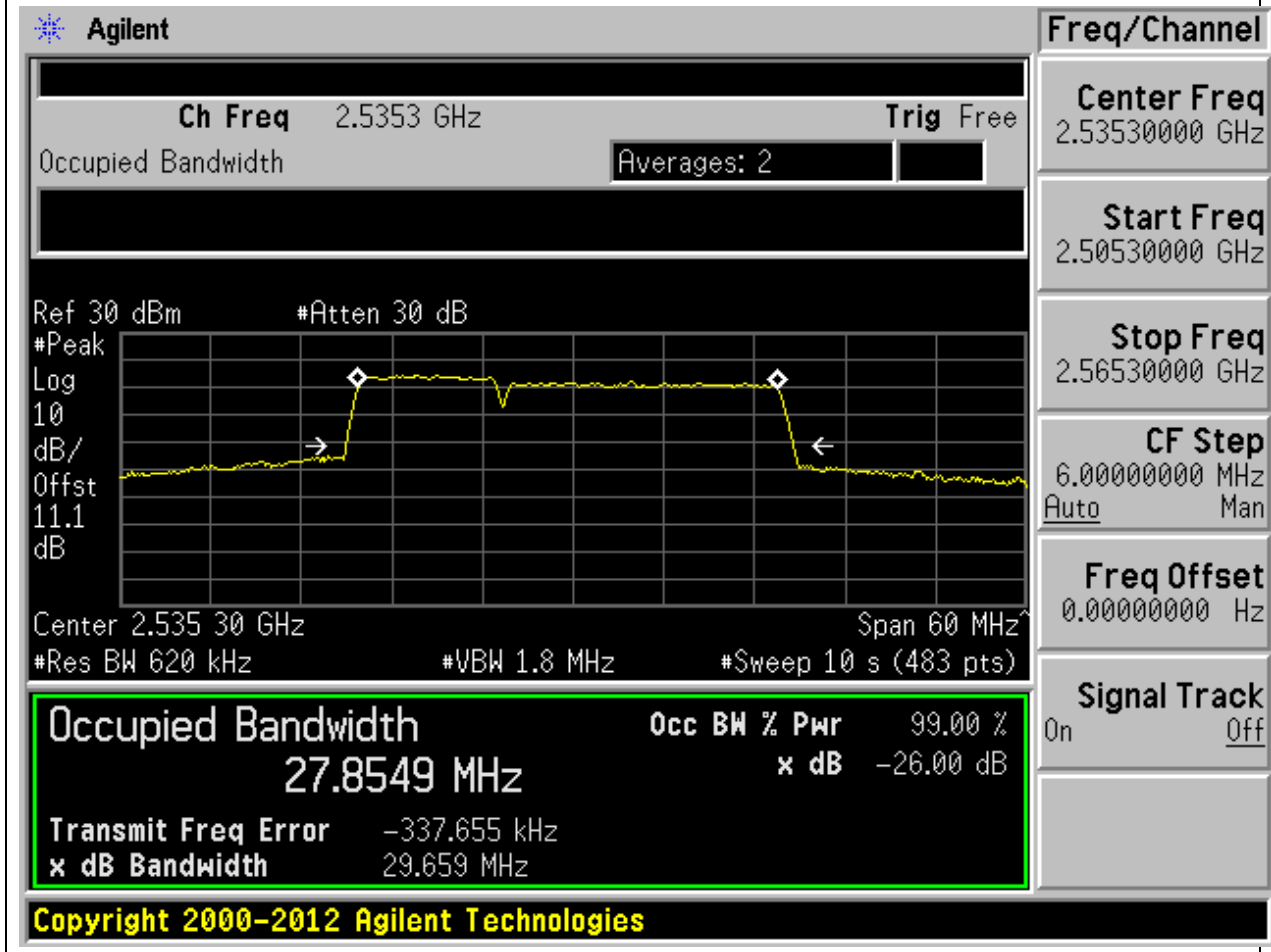 Agilent
Freq/Channel
Ch Freq 2.5353 GHz Trig Free
Occupied Bandwidth Averages: 2
Center Freq
2.53530000 GHz
Start Freq
2.50530000 GHz
Stop Freq
2.56530000 GHz
CF Step
6.00000000 MHz
Auto Man
Freq Offset
0.00000000 Hz
Signal Track
On Off
Ref 30 dBm #Atten 30 dB
#Peak
Log
10
dB/
Offst
11.1
dB
Center 2.535 30 GHz Span 60 MHz^
#Res BW 620 kHz #VBW 1.8 MHz #Sweep 10 s (483 pts)
Occupied Bandwidth
27.8549 MHz
Occ BW % Pwr 99.00 %
x dB -26.00 dB
Transmit Freq Error -337.655 kHz
x dB Bandwidth 29.659 MHz
Copyright 2000-2012 Agilent Technologies